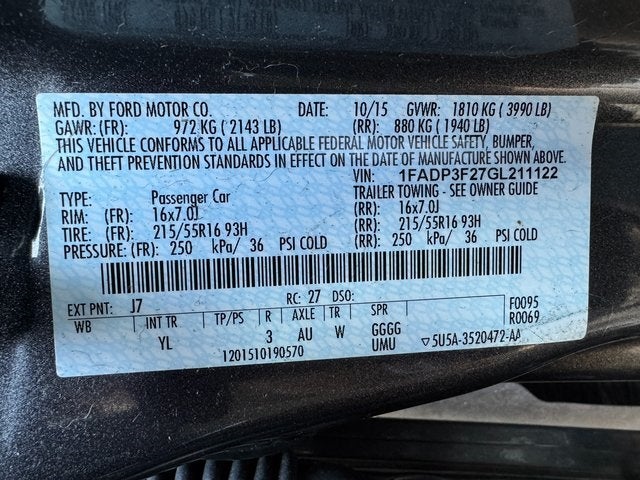 MFD. BY FORD MOTOR CO. DATE: 10/15 GVWR: 1810 KG ( 3990 LB)
GAWR: (FR): 972 KG ( 2143 LB) (RR): 880 KG ( 1940 LB)
THIS VEHICLE CONFORMS TO ALL APPLICABLE FEDERAL MOTOR VEHICLE SAFETY, BUMPER,
AND THEFT PREVENTION STANDARDS IN EFFECT ON THE DATE OF MANUFACTURE SHOWN ABOVE.
VIN: 1FADP3F27GL211122
TYPE: Passenger Car TRAILER TOWING - SEE OWNER GUIDE
RIM: (FR): 16x7.0J (RR): 16x7.0J
TIRE: (FR): 215/55R16 93H (RR): 215/55R16 93H
PRESSURE: (FR): 250 kPa/ 36 PSI COLD (RR): 250 kPa/ 36 PSI COLD
EXT PNT: J7 RC: 27 DSO: F0095
WB INT TR TP/PS R AXLE TR SPR R0069
YL 3 AU W GGGG
1201510190570 UMU ▽5U5A-3520472-AA